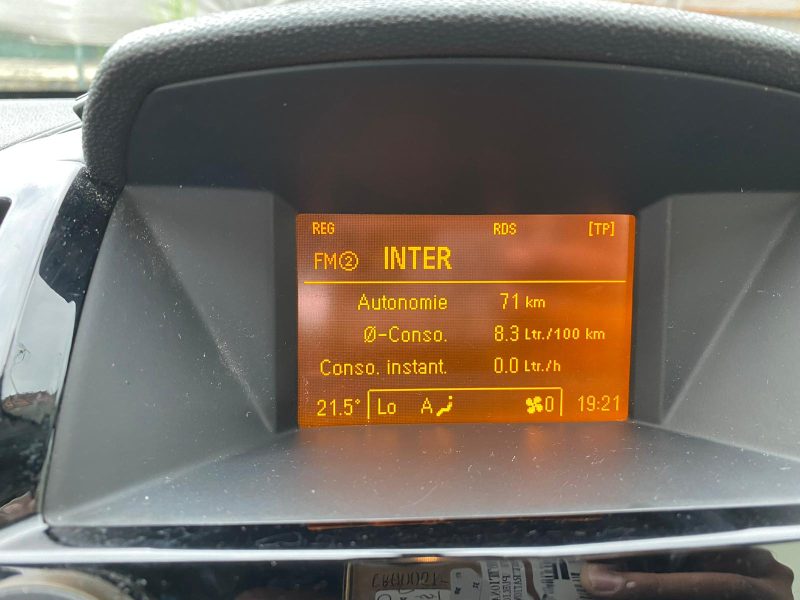 REG RDS [TP]
FM② INTER
Autonomie 71 km
Ø-Conso. 8.3 Ltr./100 km
Conso. instant. 0.0 Ltr./h
21.5° Lo A 0 19:21